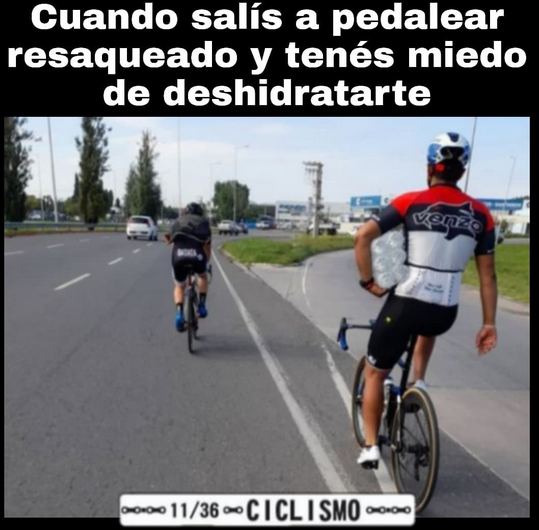 Cuando salís a pedalear
resaqueado y tenés miedo
de deshidratarte
venzo
11/36 CICLISMO